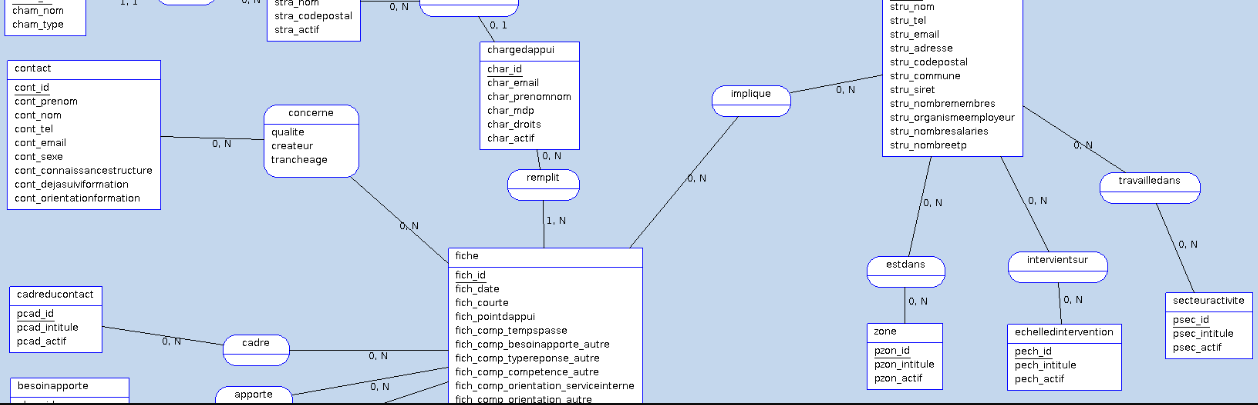 cham_nom
cham_type
1, 1
0, N
stra_nom
stra_codepostal
stra_actif
0, N
0, 1
chargedappui
char_id
char_email
char_prenomnom
char_mdp
char_droits
char_actif
contact
cont_id
cont_prenom
cont_nom
cont_tel
cont_email
cont_sexe
cont_connaissancestructure
cont_dejasuiviformation
cont_orientationformation
0, N
concerne
qualite
createur
trancheage
0, N
0, N
remplit
1, N
implique
0, N
0, N
stru_nom
stru_tel
stru_email
stru_adresse
stru_codepostal
stru_commune
stru_siret
stru_nombremembres
stru_organismeemployeur
stru_nombresalaries
stru_nombreetp
0, N
travailledans
0, N
0, N
estdans
0, N
0, N
intervientsur
0, N
secteuractivite
psec_id
psec_intitule
psec_actif
zone
pzon_id
pzon_intitule
pzon_actif
echelledintervention
pech_id
pech_intitule
pech_actif
fiche
fich_id
fich_date
fich_courte
fich_pointdappui
fich_comp_tempspasse
fich_comp_besoinapporte_autre
fich_comp_typereponse_autre
fich_comp_competence_autre
fich_comp_orientation_serviceinterne
fich_comp_orientation_autre
cadreducontact
pcad_id
pcad_intitule
pcad_actif
0, N
cadre
0, N
besoinapporte
apporte
0, N